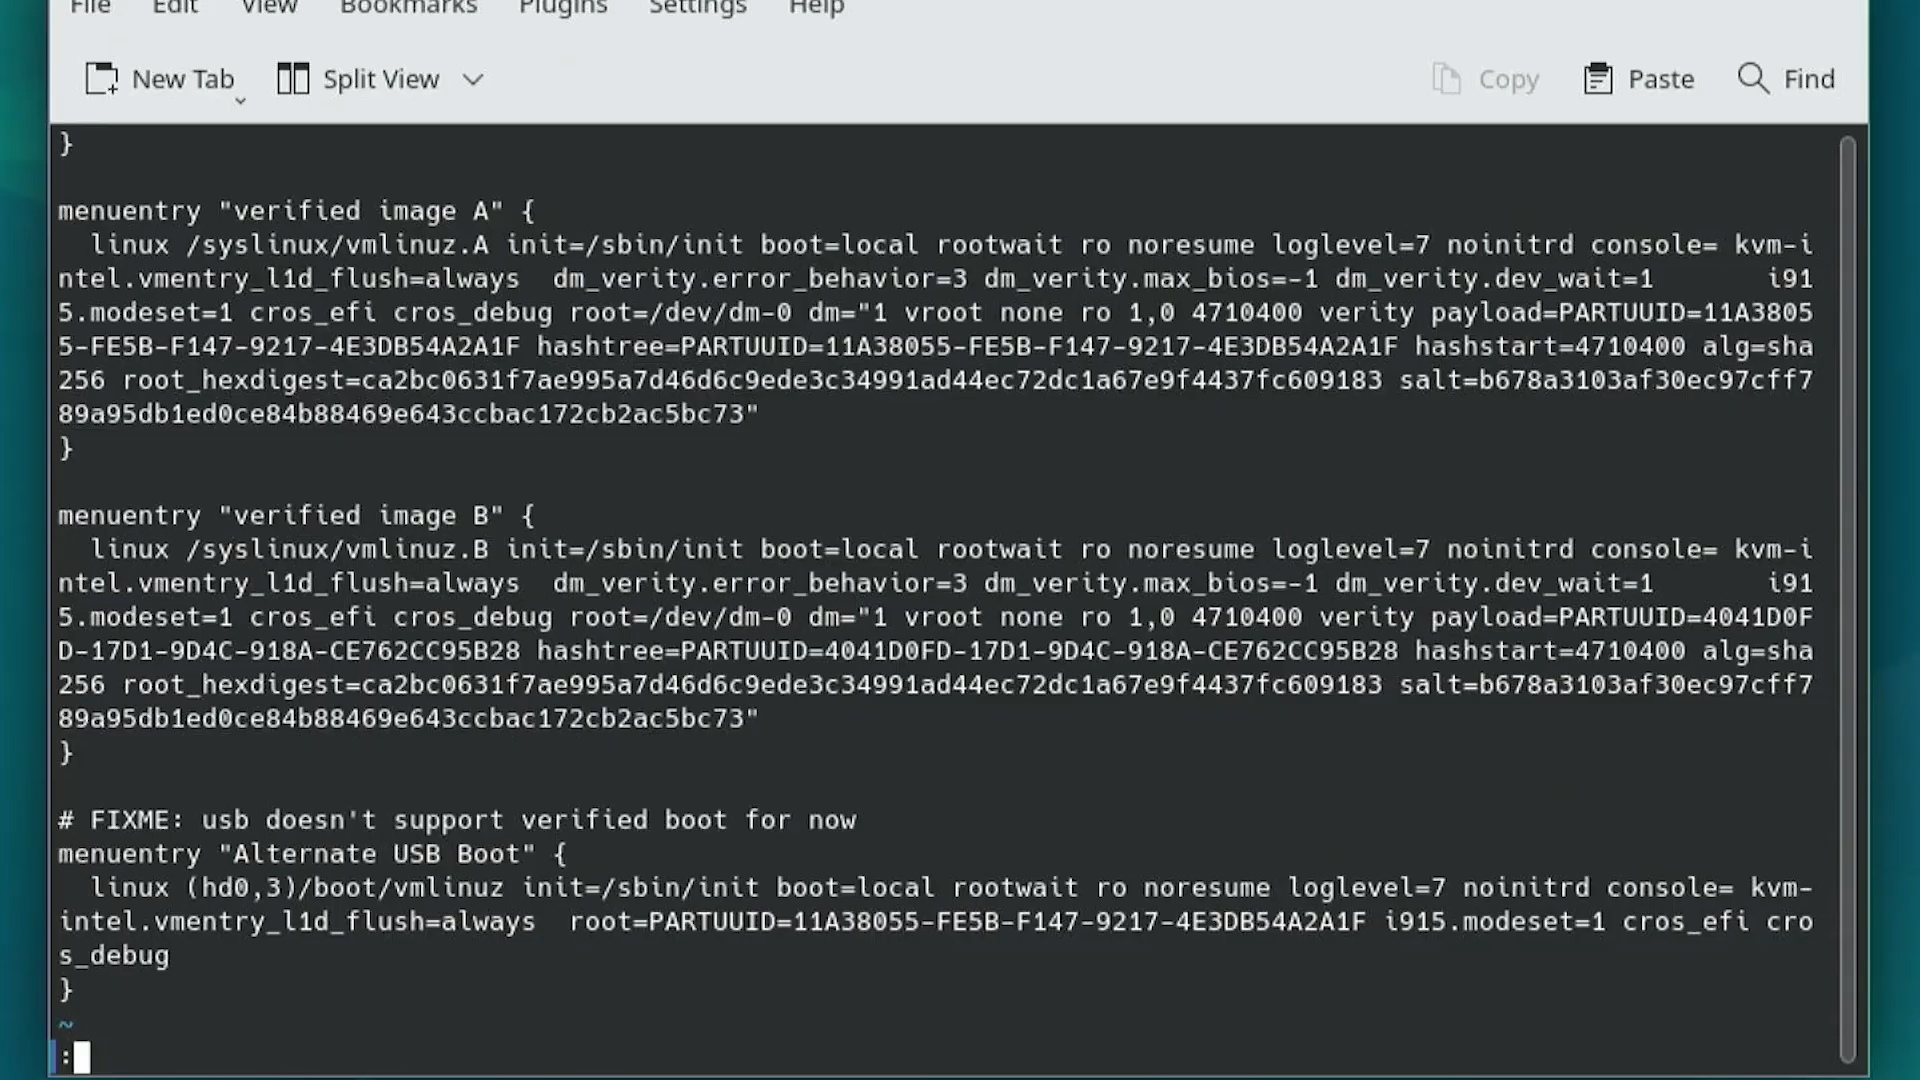 File Edit View Bookmarks Plugins Settings Help
New Tab Split View Copy Paste Find
}
menuentry "verified image A" {
  linux /syslinux/vmlinuz.A init=/sbin/init boot=local rootwait ro noresume loglevel=7 noinitrd console= kvm-i
ntel.vmentry_l1d_flush=always  dm_verity.error_behavior=3 dm_verity.max_bios=-1 dm_verity.dev_wait=1       i91
5.modeset=1 cros_efi cros_debug root=/dev/dm-0 dm="1 vroot none ro 1,0 4710400 verity payload=PARTUUID=11A3805
5-FE5B-F147-9217-4E3DB54A2A1F hashtree=PARTUUID=11A38055-FE5B-F147-9217-4E3DB54A2A1F hashstart=4710400 alg=sha
256 root_hexdigest=ca2bc0631f7ae995a7d46d6c9ede3c34991ad44ec72dc1a67e9f4437fc609183 salt=b678a3103af30ec97cff7
89a95db1ed0ce84b88469e643ccbac172cb2ac5bc73"
}
menuentry "verified image B" {
  linux /syslinux/vmlinuz.B init=/sbin/init boot=local rootwait ro noresume loglevel=7 noinitrd console= kvm-i
ntel.vmentry_l1d_flush=always  dm_verity.error_behavior=3 dm_verity.max_bios=-1 dm_verity.dev_wait=1       i91
5.modeset=1 cros_efi cros_debug root=/dev/dm-0 dm="1 vroot none ro 1,0 4710400 verity payload=PARTUUID=4041D0F
D-17D1-9D4C-918A-CE762CC95B28 hashtree=PARTUUID=4041D0FD-17D1-9D4C-918A-CE762CC95B28 hashstart=4710400 alg=sha
256 root_hexdigest=ca2bc0631f7ae995a7d46d6c9ede3c34991ad44ec72dc1a67e9f4437fc609183 salt=b678a3103af30ec97cff7
89a95db1ed0ce84b88469e643ccbac172cb2ac5bc73"
}
# FIXME: usb doesn't support verified boot for now
menuentry "Alternate USB Boot" {
  linux (hd0,3)/boot/vmlinuz init=/sbin/init boot=local rootwait ro noresume loglevel=7 noinitrd console= kvm-
intel.vmentry_l1d_flush=always  root=PARTUUID=11A38055-FE5B-F147-9217-4E3DB54A2A1F i915.modeset=1 cros_efi cro
s_debug
}
~
: